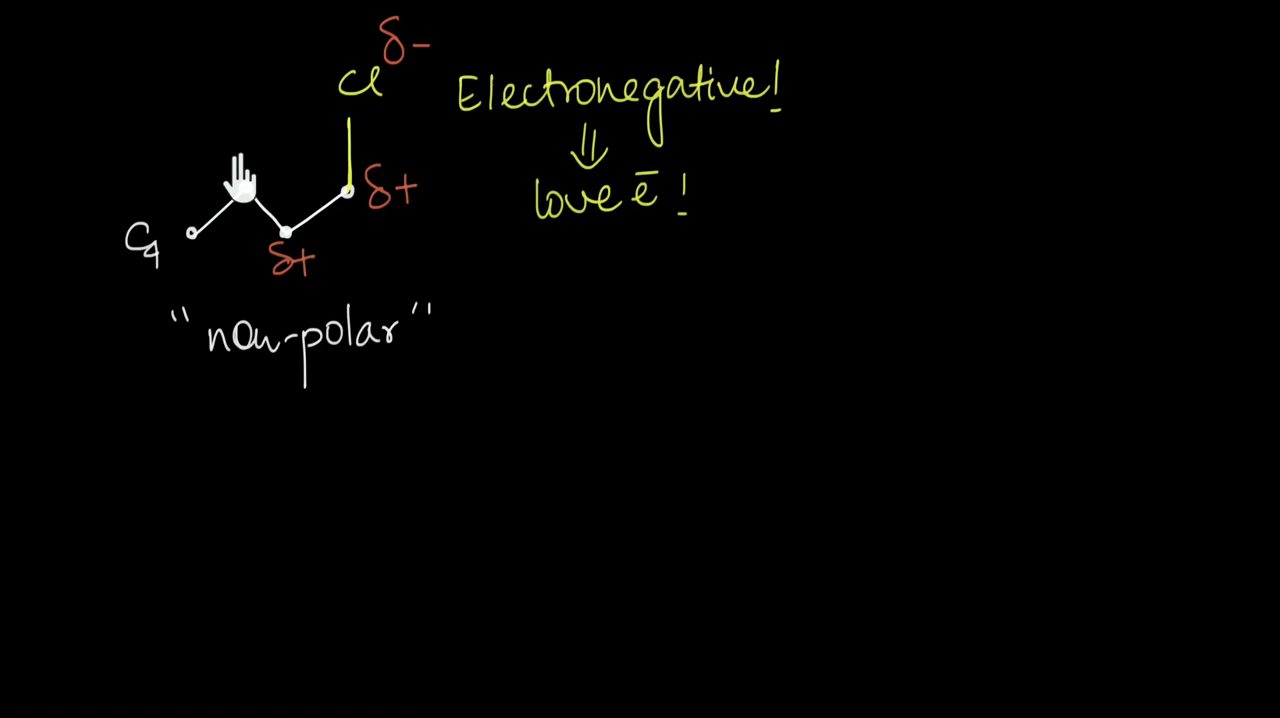 δ-
Cl Electronegative!
⇓
δ+ love e̅ !
C₄
δ+
"non-polar"